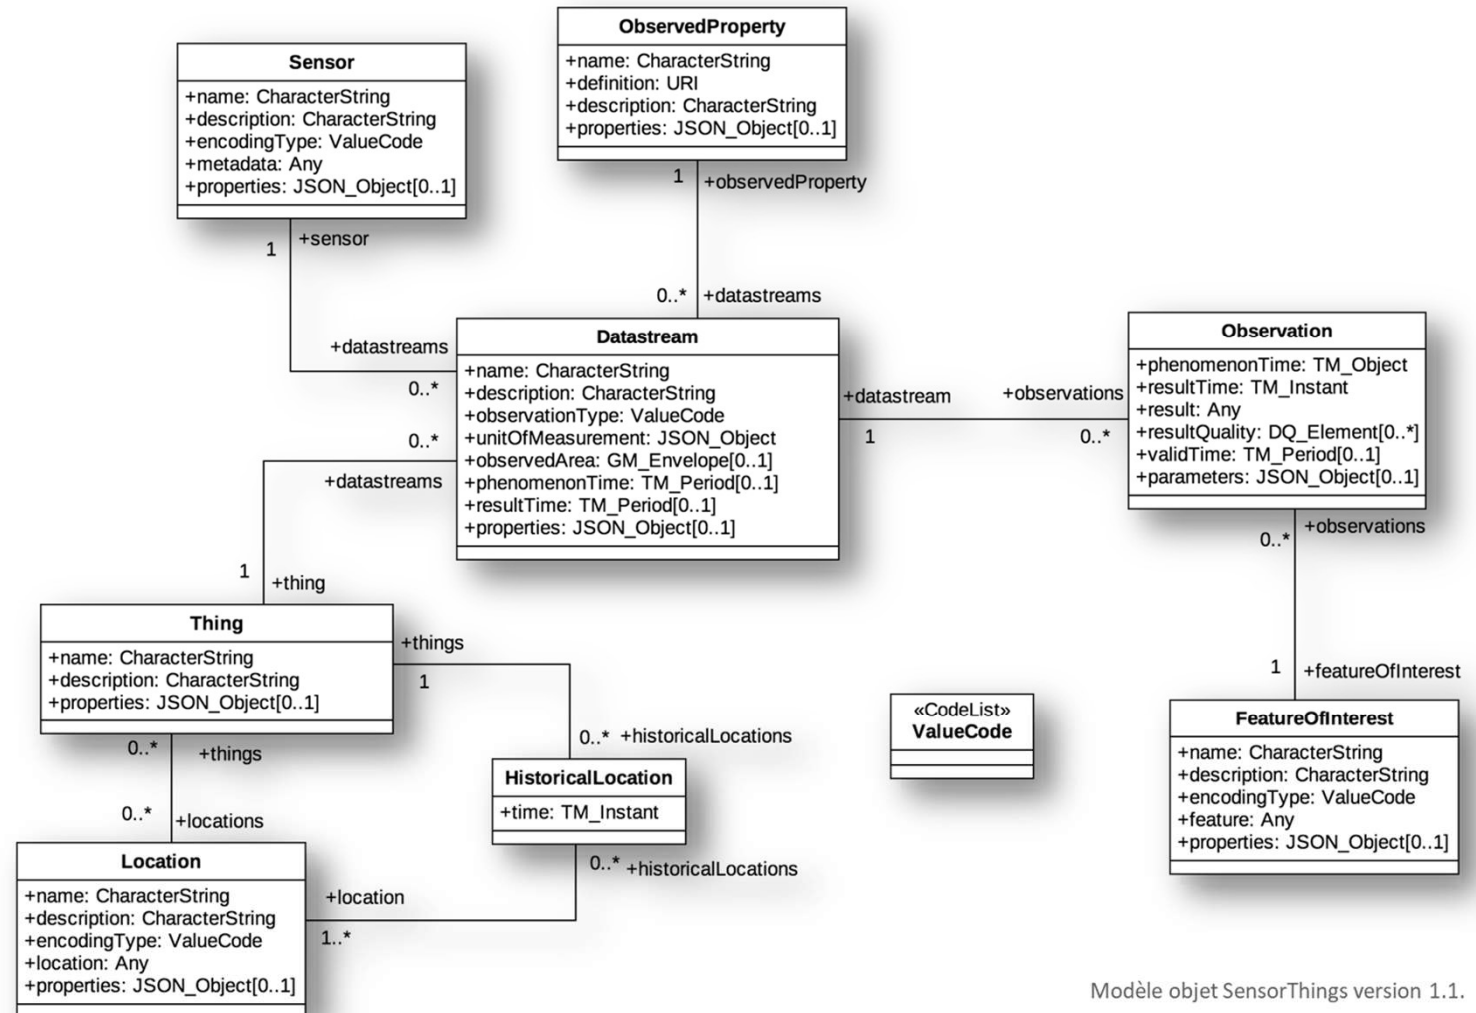 ObservedProperty
+name: CharacterString
+definition: URI
+description: CharacterString
+properties: JSON_Object[0..1]
Sensor
+name: CharacterString
+description: CharacterString
+encodingType: ValueCode
+metadata: Any
+properties: JSON_Object[0..1]
1
+observedProperty
1
+sensor
0..*
+datastreams
+datastreams
0..*
Datastream
+name: CharacterString
+description: CharacterString
+observationType: ValueCode
+unitOfMeasurement: JSON_Object
+observedArea: GM_Envelope[0..1]
+phenomenonTime: TM_Period[0..1]
+resultTime: TM_Period[0..1]
+properties: JSON_Object[0..1]
+datastream
1
+observations
0..*
Observation
+phenomenonTime: TM_Object
+resultTime: TM_Instant
+result: Any
+resultQuality: DQ_Element[0..*]
+validTime: TM_Period[0..1]
+parameters: JSON_Object[0..1]
0..*
+datastreams
1
+thing
+observations
0..*
1
+featureOfInterest
Thing
+name: CharacterString
+description: CharacterString
+properties: JSON_Object[0..1]
+things
1
0..* +historicalLocations
0..*
+things
0..*
+locations
HistoricalLocation
+time: TM_Instant
0..* +historicalLocations
«CodeList»
ValueCode
FeatureOfInterest
+name: CharacterString
+description: CharacterString
+encodingType: ValueCode
+feature: Any
+properties: JSON_Object[0..1]
Location
+name: CharacterString
+description: CharacterString
+encodingType: ValueCode
+location: Any
+properties: JSON_Object[0..1]
+location
1..*
Modèle objet SensorThings version 1.1.